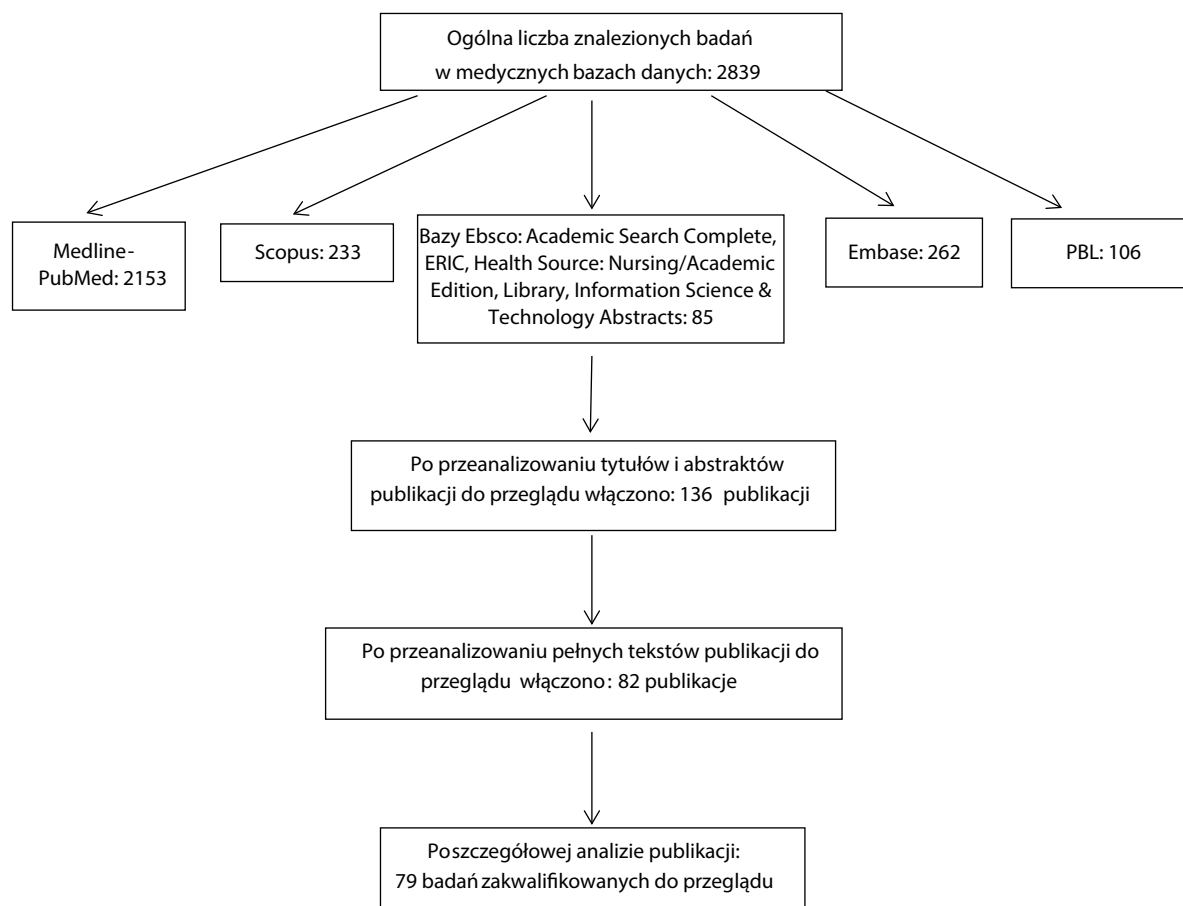 Ogólna liczba znalezionych badań
w medycznych bazach danych: 2839
Medline-
PubMed: 2153
Scopus: 233
Bazy Ebsco: Academic Search Complete,
ERIC, Health Source: Nursing/Academic
Edition, Library, Information Science &
Technology Abstracts: 85
Embase: 262
PBL: 106
Po przeanalizowaniu tytułów i abstraktów
publikacji do przeglądu włączono: 136 publikacji
Po przeanalizowaniu pełnych tekstów publikacji do
przeglądu włączono: 82 publikacje
Poszczegółowej analizie publikacji:
79 badań zakwalifikowanych do przeglądu